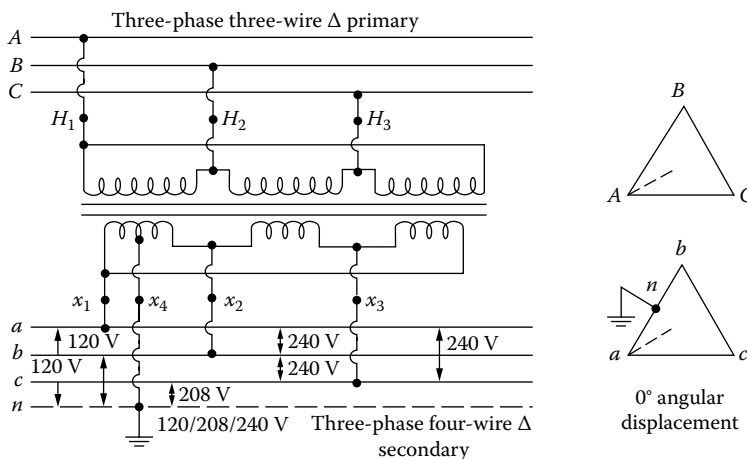 Three-phase three-wire Δ primary
A
B
C
H1
H2
H3
x1
x4
x2
x3
a
120 V
240 V
240 V
b
120 V
240 V
c
208 V
n
120/208/240 V
Three-phase four-wire Δ
secondary
B
A
C
b
n
a
c
0° angular
displacement